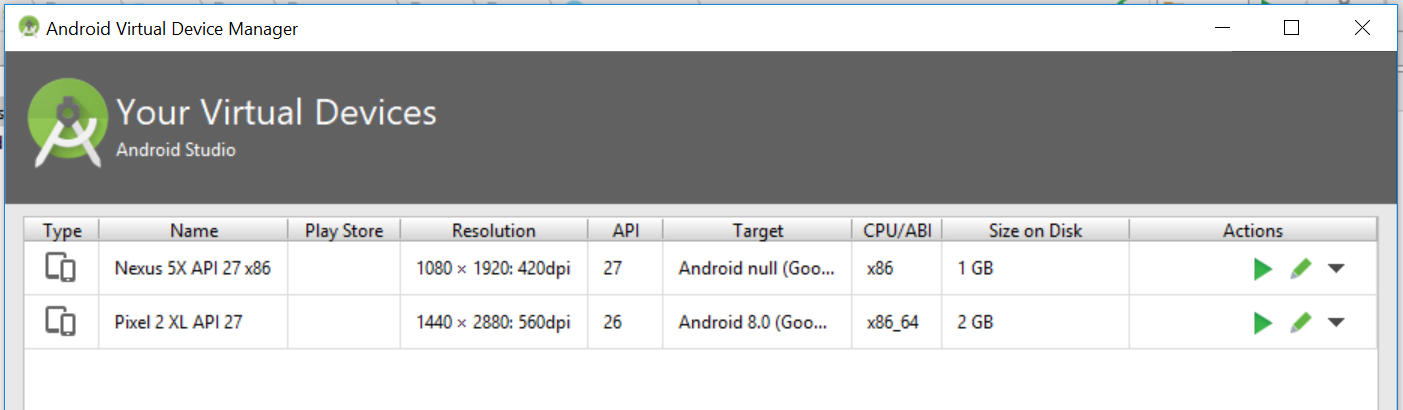 Android Virtual Device Manager
Your Virtual Devices
Android Studio
Type Name Play Store Resolution API Target CPU/ABI Size on Disk Actions
Nexus 5X API 27 x86 1080 × 1920: 420dpi 27 Android null (Goo... x86 1 GB
Pixel 2 XL API 27 1440 × 2880: 560dpi 26 Android 8.0 (Goo... x86_64 2 GB